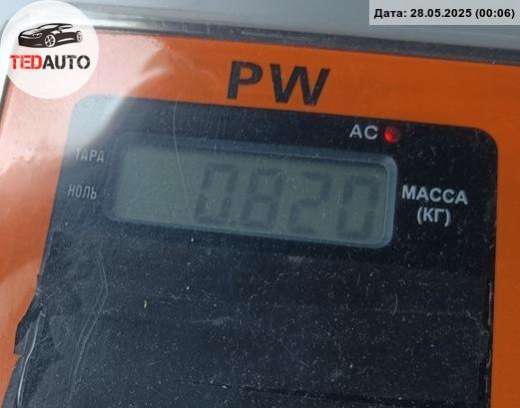 TEDAUTO
Дата: 28.05.2025 (00:06)
PW
AC
ТАРА
НОЛЬ
0.820
МАССА
(КГ)